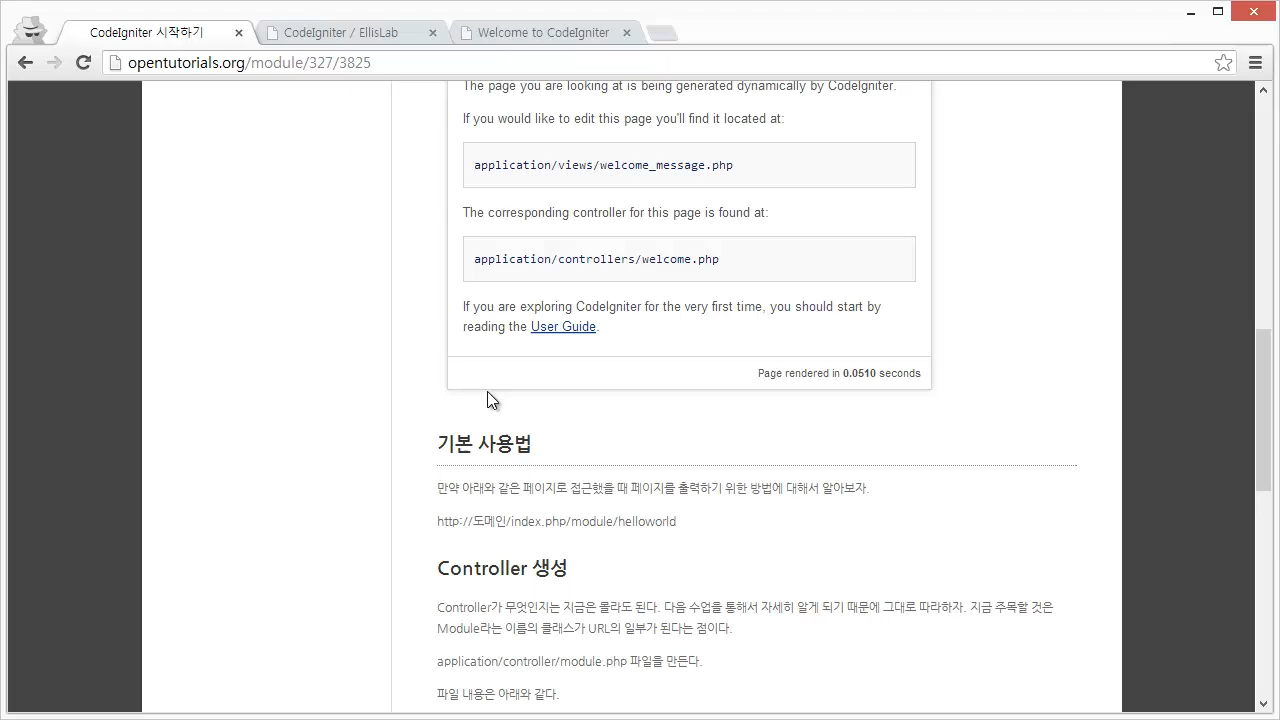 CodeIgniter 시작하기
CodeIgniter / EllisLab
Welcome to CodeIgniter
opentutorials.org/module/327/3825
The page you are looking at is being generated dynamically by CodeIgniter.
If you would like to edit this page you'll find it located at:
application/views/welcome_message.php
The corresponding controller for this page is found at:
application/controllers/welcome.php
If you are exploring CodeIgniter for the very first time, you should start by
reading the User Guide.
Page rendered in 0.0510 seconds
기본 사용법
만약 아래와 같은 페이지로 접근했을 때 페이지를 출력하기 위한 방법에 대해서 알아보자.
http://도메인/index.php/module/helloworld
Controller 생성
Controller가 무엇인지는 지금은 몰라도 된다. 다음 수업을 통해서 자세히 알게 되기 때문에 그대로 따라하자. 지금 주목할 것은
Module라는 이름의 클래스가 URL의 일부가 된다는 점이다.
application/controller/module.php 파일을 만든다.
파일 내용은 아래와 같다.